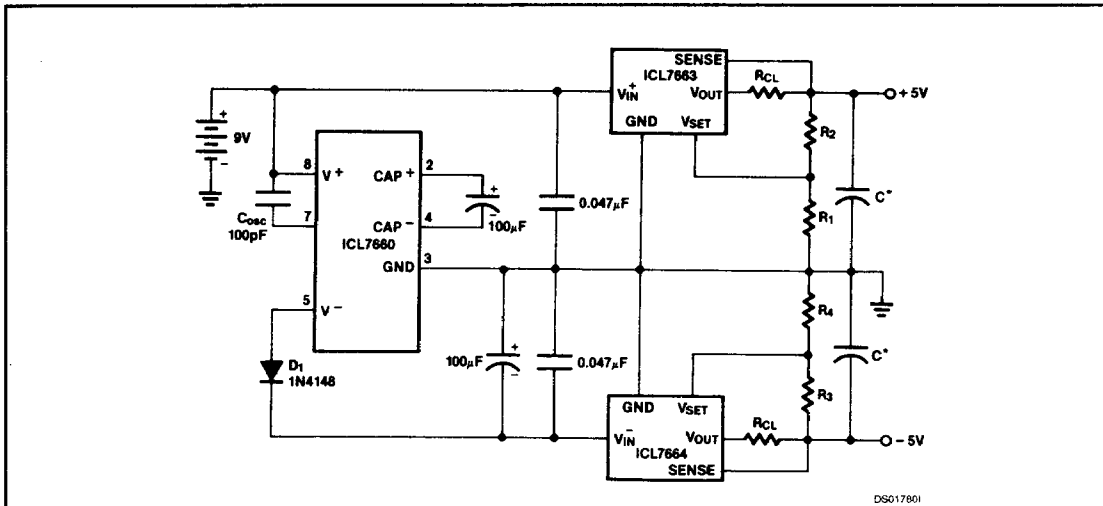 SENSE
ICL7663
V+IN
VOUT
RCL
+5V
GND
VSET
R2
+
9V
-
8
V+
CAP+
2
+
COSC
100pF
7
CAP-
4
-
100μF
0.047μF
R1
C*
ICL7660
GND
3
5
V-
R4
100μF
+
-
0.047μF
C*
D1
1N4148
R3
GND
VSET
V-IN
VOUT
RCL
-5V
ICL7664
SENSE
DS01780I